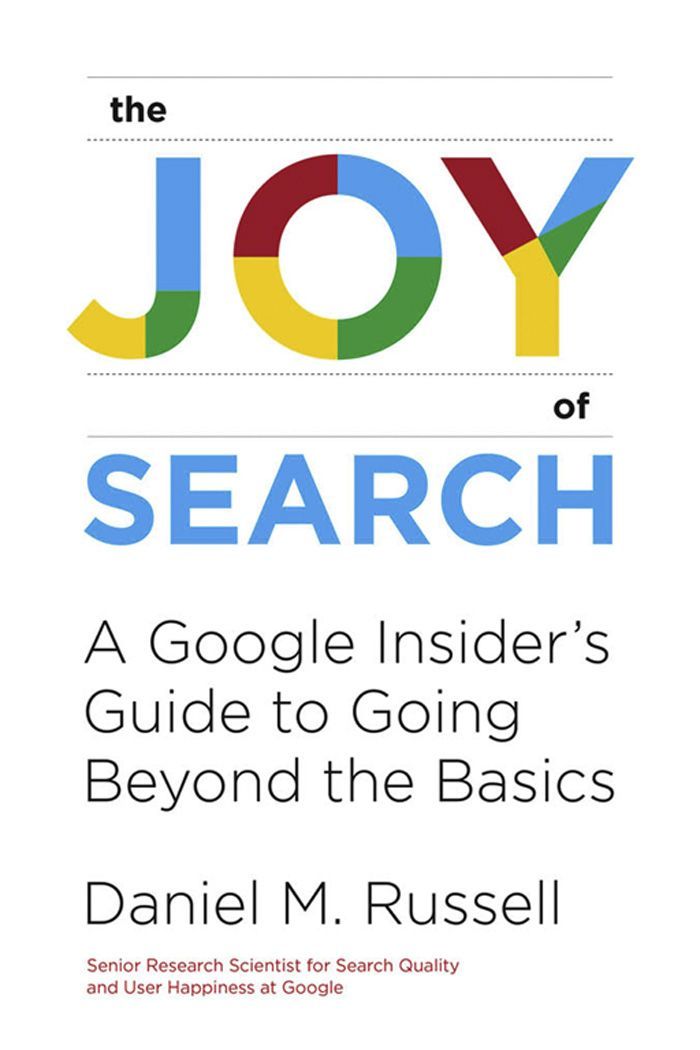 the
JOY
of
SEARCH
A Google Insider’s
Guide to Going
Beyond the Basics
Daniel M. Russell
Senior Research Scientist for Search Quality
and User Happiness at Google